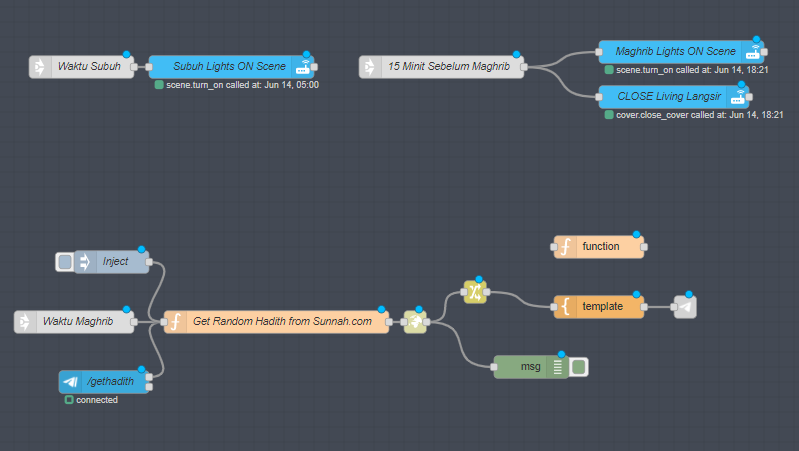 Waktu Subuh
Subuh Lights ON Scene
scene.turn_on called at: Jun 14, 05:00
15 Minit Sebelum Maghrib
Maghrib Lights ON Scene
scene.turn_on called at: Jun 14, 18:21
CLOSE Living Langsir
cover.close_cover called at: Jun 14, 18:21
function
Inject
template
Waktu Maghrib
Get Random Hadith from Sunnah.com
msg
/gethadith
connected